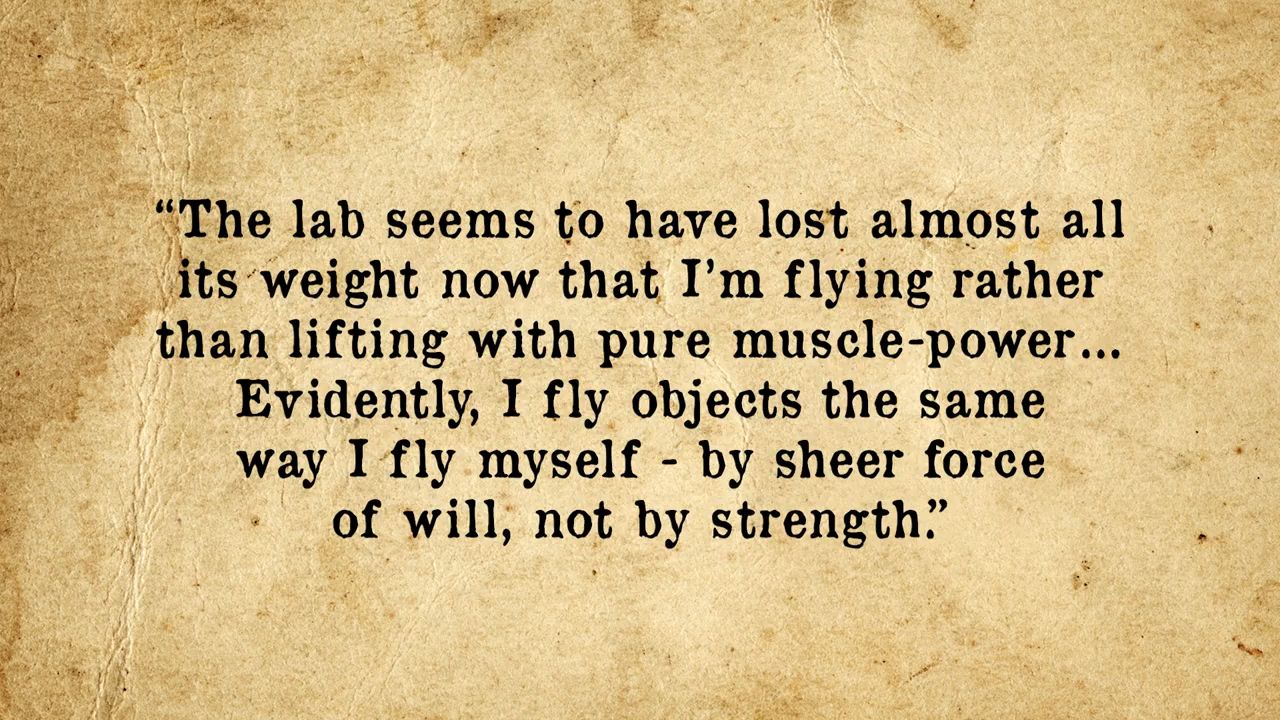 “The lab seems to have lost almost all
its weight now that I’m flying rather
than lifting with pure muscle-power...
Evidently, I fly objects the same
way I fly myself - by sheer force
of will, not by strength.”